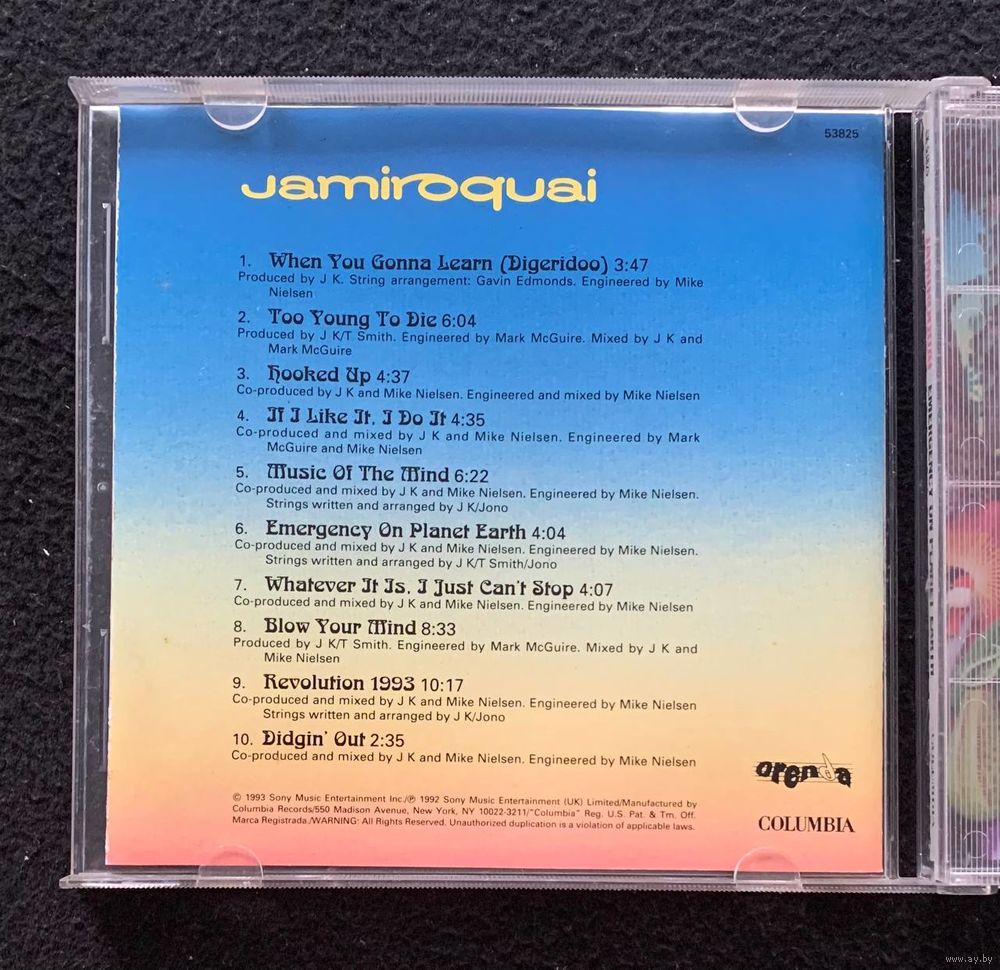 53825
Jamiroquai
1. When You Gonna Learn (Digeridoo) 3:47
Produced by J K. String arrangement: Gavin Edmonds. Engineered by Mike
Nielsen
2. Too Young To Die 6:04
Produced by J K/T Smith. Engineered by Mark McGuire. Mixed by J K and
Mark McGuire
3. Hooked Up 4:37
Co-produced by J K and Mike Nielsen. Engineered and mixed by Mike Nielsen
4. If I Like It, I Do It 4:35
Co-produced and mixed by J K and Mike Nielsen. Engineered by Mark
McGuire and Mike Nielsen
5. Music Of The Mind 6:22
Co-produced and mixed by J K and Mike Nielsen. Engineered by Mike Nielsen.
Strings written and arranged by J K/Jono
6. Emergency On Planet Earth 4:04
Co-produced and mixed by J K and Mike Nielsen. Engineered by Mike Nielsen.
Strings written and arranged by J K/T Smith/Jono
7. Whatever It Is, I Just Can't Stop 4:07
Co-produced and mixed by J K and Mike Nielsen. Engineered by Mike Nielsen
8. Blow Your Mind 8:33
Produced by J K/T Smith. Engineered by Mark McGuire. Mixed by J K and
Mike Nielsen
9. Revolution 1993 10:17
Co-produced and mixed by J K and Mike Nielsen. Engineered by Mike Nielsen
Strings written and arranged by J K/Jono
10. Didgin' Out 2:35
Co-produced and mixed by J K and Mike Nielsen. Engineered by Mike Nielsen
orenda
COLUMBIA
© 1993 Sony Music Entertainment Inc./℗ 1992 Sony Music Entertainment (UK) Limited/Manufactured by
Columbia Records/550 Madison Avenue, New York, NY 10022-3211/"Columbia" Reg. U.S. Pat. & Tm. Off.
Marca Registrada./WARNING: All Rights Reserved. Unauthorized duplication is a violation of applicable laws.
EMERGENCY ON PLANET EARTH
www.ay.by